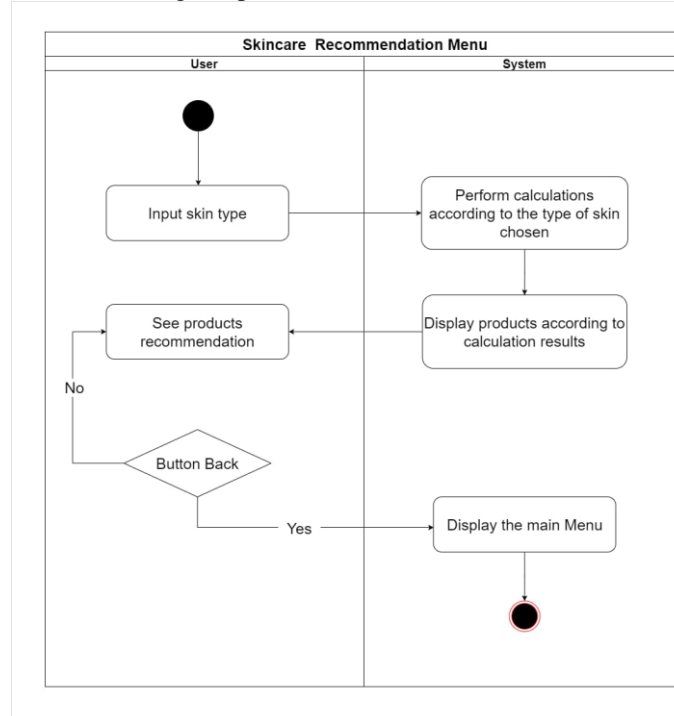 Skincare  Recommendation Menu
User
System
Input skin type
Perform calculations
according to the type of skin
chosen
See products
recommendation
Display products according to
calculation results
No
Button Back
Yes
Display the main Menu